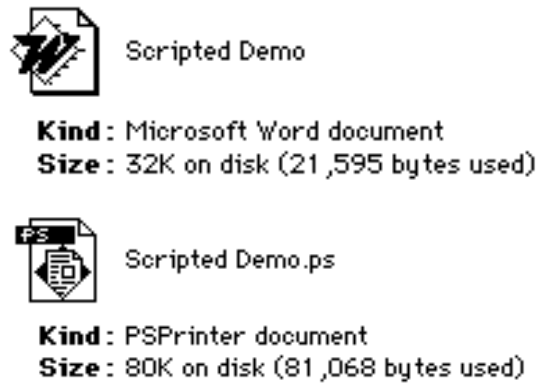 W
Scripted Demo
Kind: Microsoft Word document
Size: 32K on disk (21,595 bytes used)
PS
Scripted Demo.ps
Kind: PSPrinter document
Size: 80K on disk (81,068 bytes used)